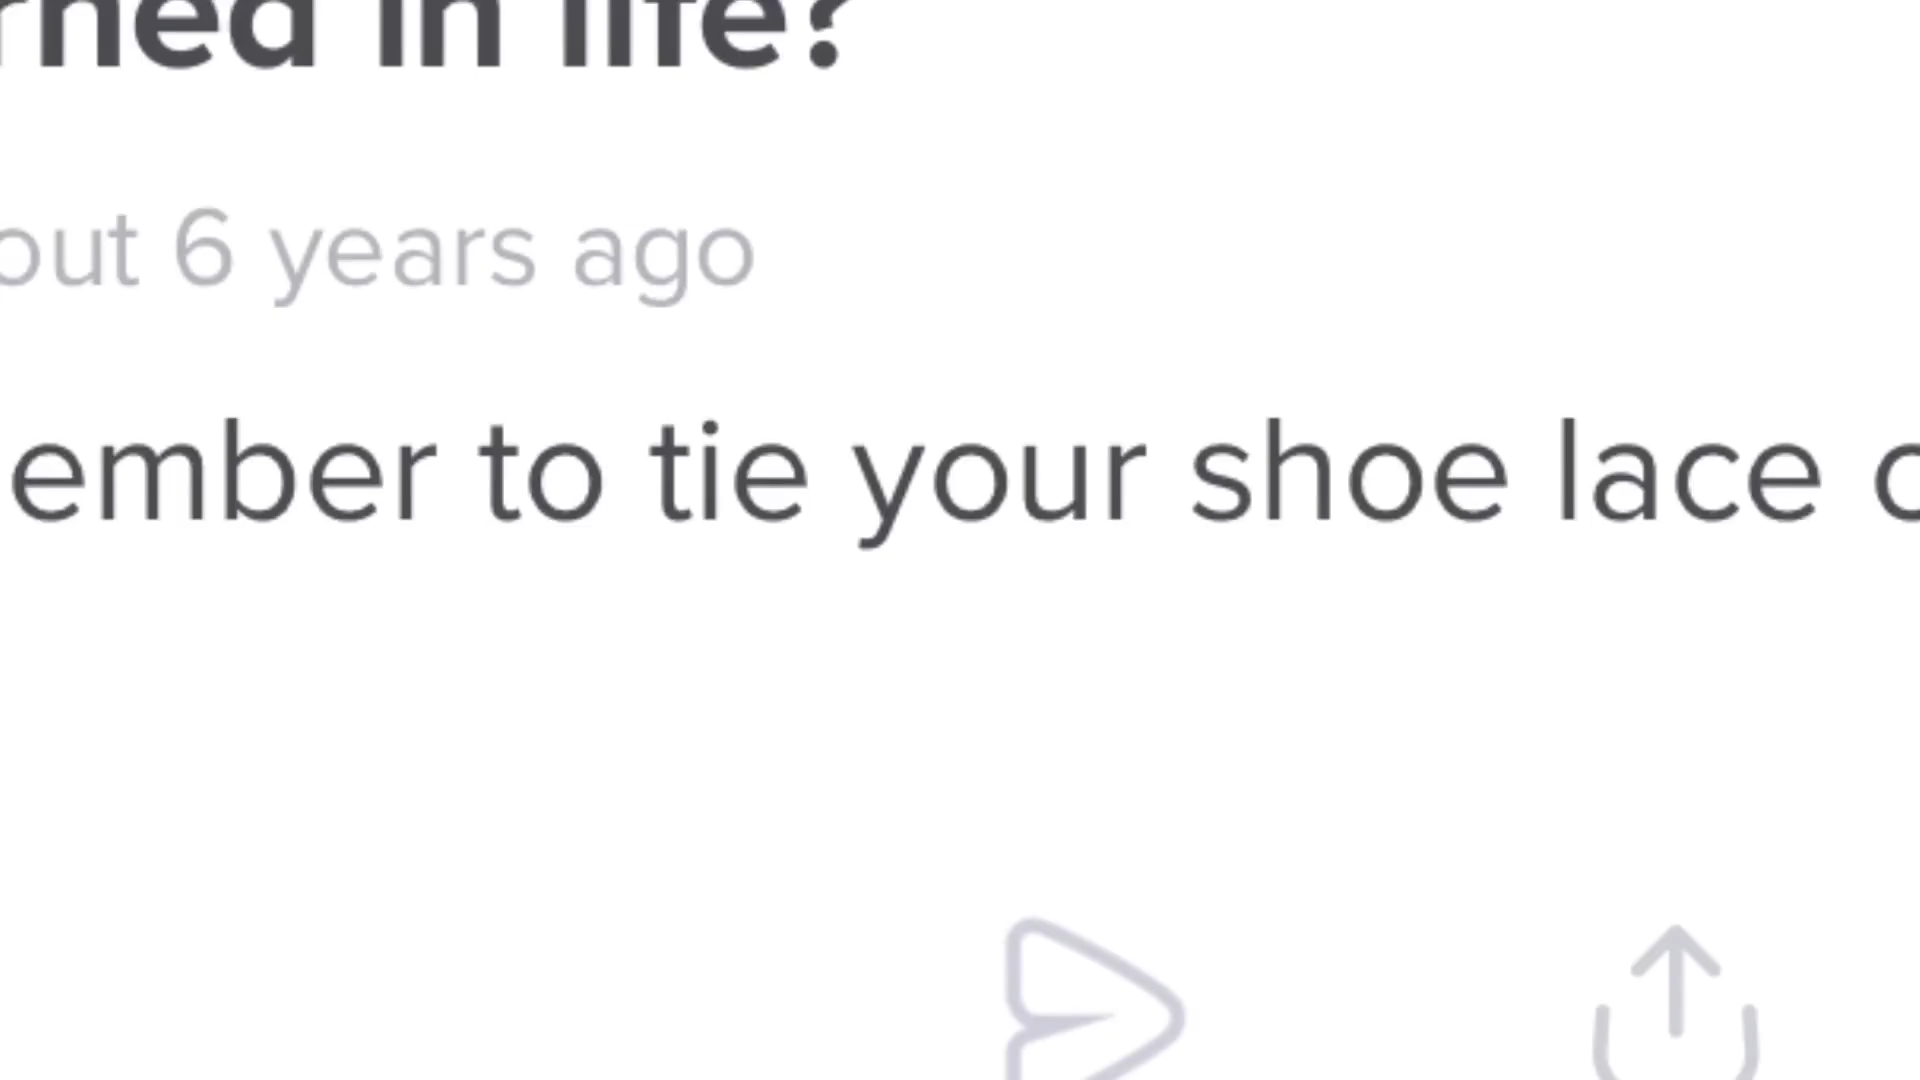 rned in life?
out 6 years ago
ember to tie your shoe lace